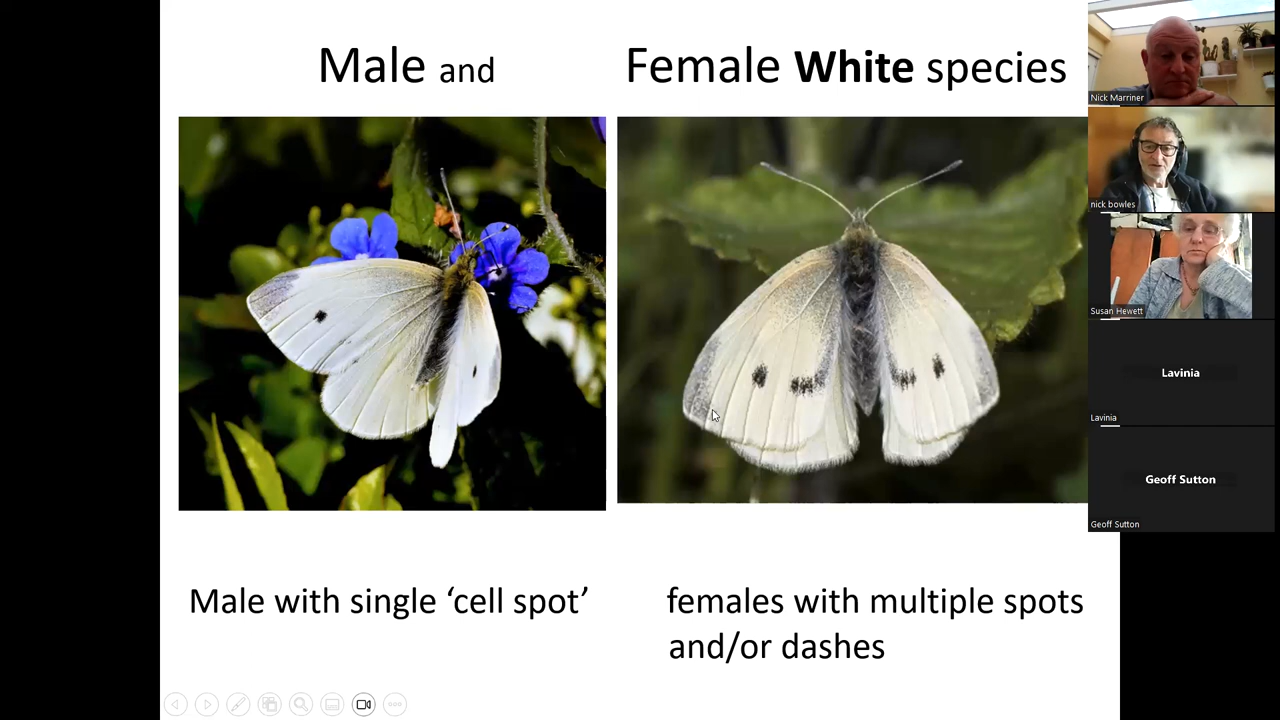 Male and
Female White species
Male with single ‘cell spot’
females with multiple spots
and/or dashes
Nick Marriner
nick bowles
Susan Hewett
Lavinia
Lavinia
Geoff Sutton
Geoff Sutton